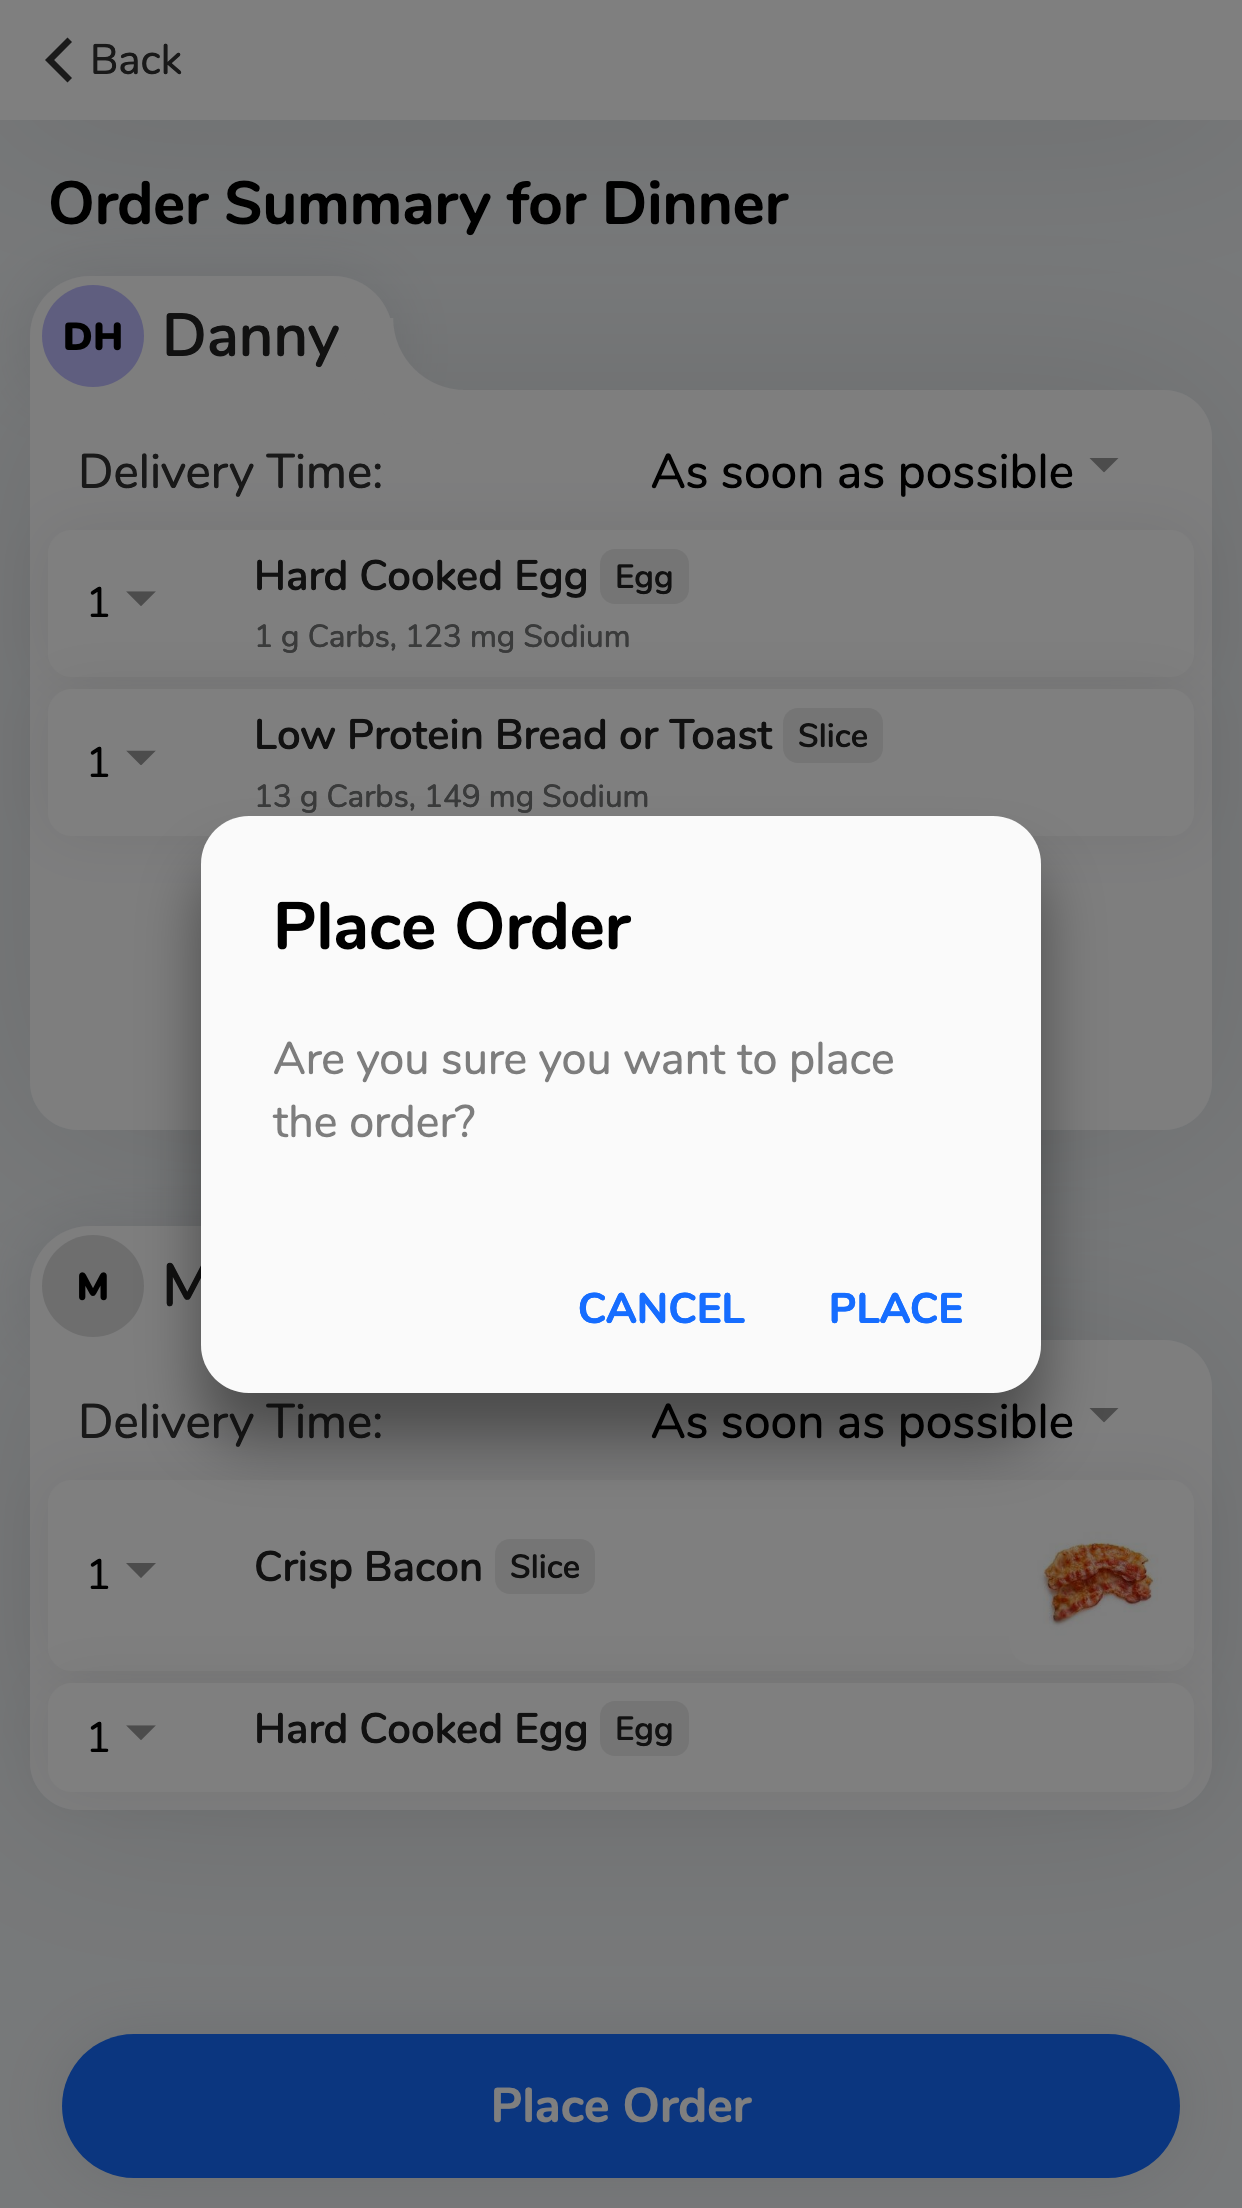 Back
Order Summary for Dinner
DH Danny
Delivery Time: As soon as possible
1 Hard Cooked Egg Egg
1 g Carbs, 123 mg Sodium
1 Low Protein Bread or Toast Slice
13 g Carbs, 149 mg Sodium
Place Order
Are you sure you want to place
the order?
CANCEL PLACE
M
Delivery Time: As soon as possible
1 Crisp Bacon Slice
1 Hard Cooked Egg Egg
Place Order